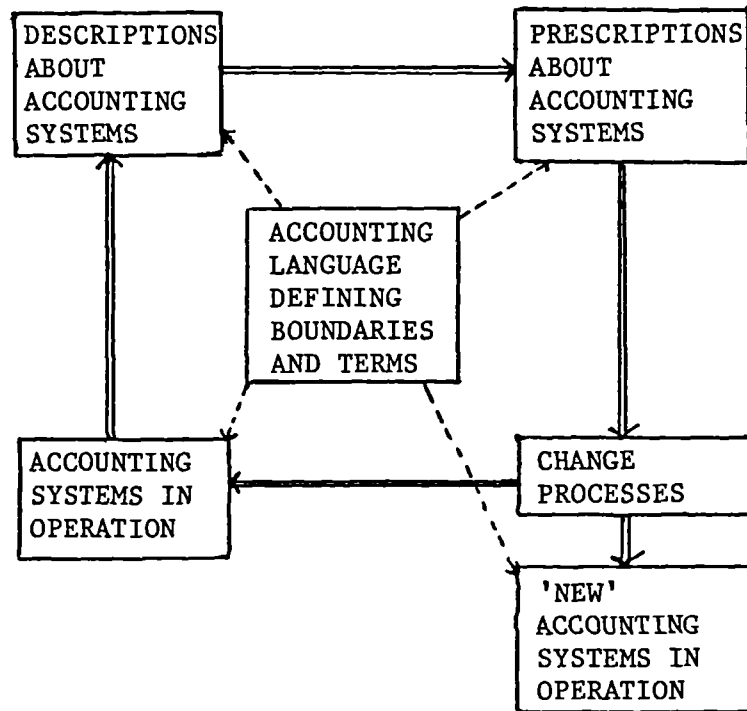 DESCRIPTIONS
ABOUT
ACCOUNTING
SYSTEMS
PRESCRIPTIONS
ABOUT
ACCOUNTING
SYSTEMS
ACCOUNTING
LANGUAGE
DEFINING
BOUNDARIES
AND TERMS
ACCOUNTING
SYSTEMS IN
OPERATION
CHANGE
PROCESSES
'NEW'
ACCOUNTING
SYSTEMS IN
OPERATION